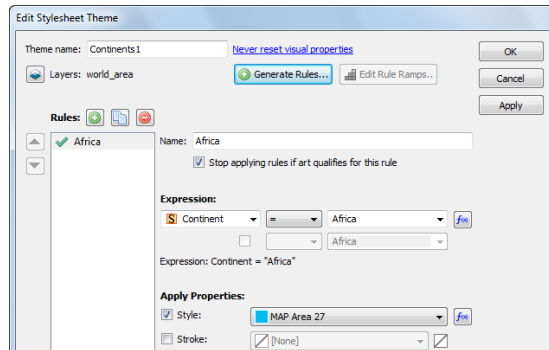 Edit Stylesheet Theme
Theme name: Continents1 Never reset visual properties OK
Layers: world_area Generate Rules... Edit Rule Ramps.. Cancel
Apply
Rules:
Africa Name: Africa
Stop applying rules if art qualifies for this rule
Expression:
S Continent = Africa f(x)
Africa
Expression: Continent = "Africa"
Apply Properties:
Style: MAP Area 27 f(x)
Stroke: [None]